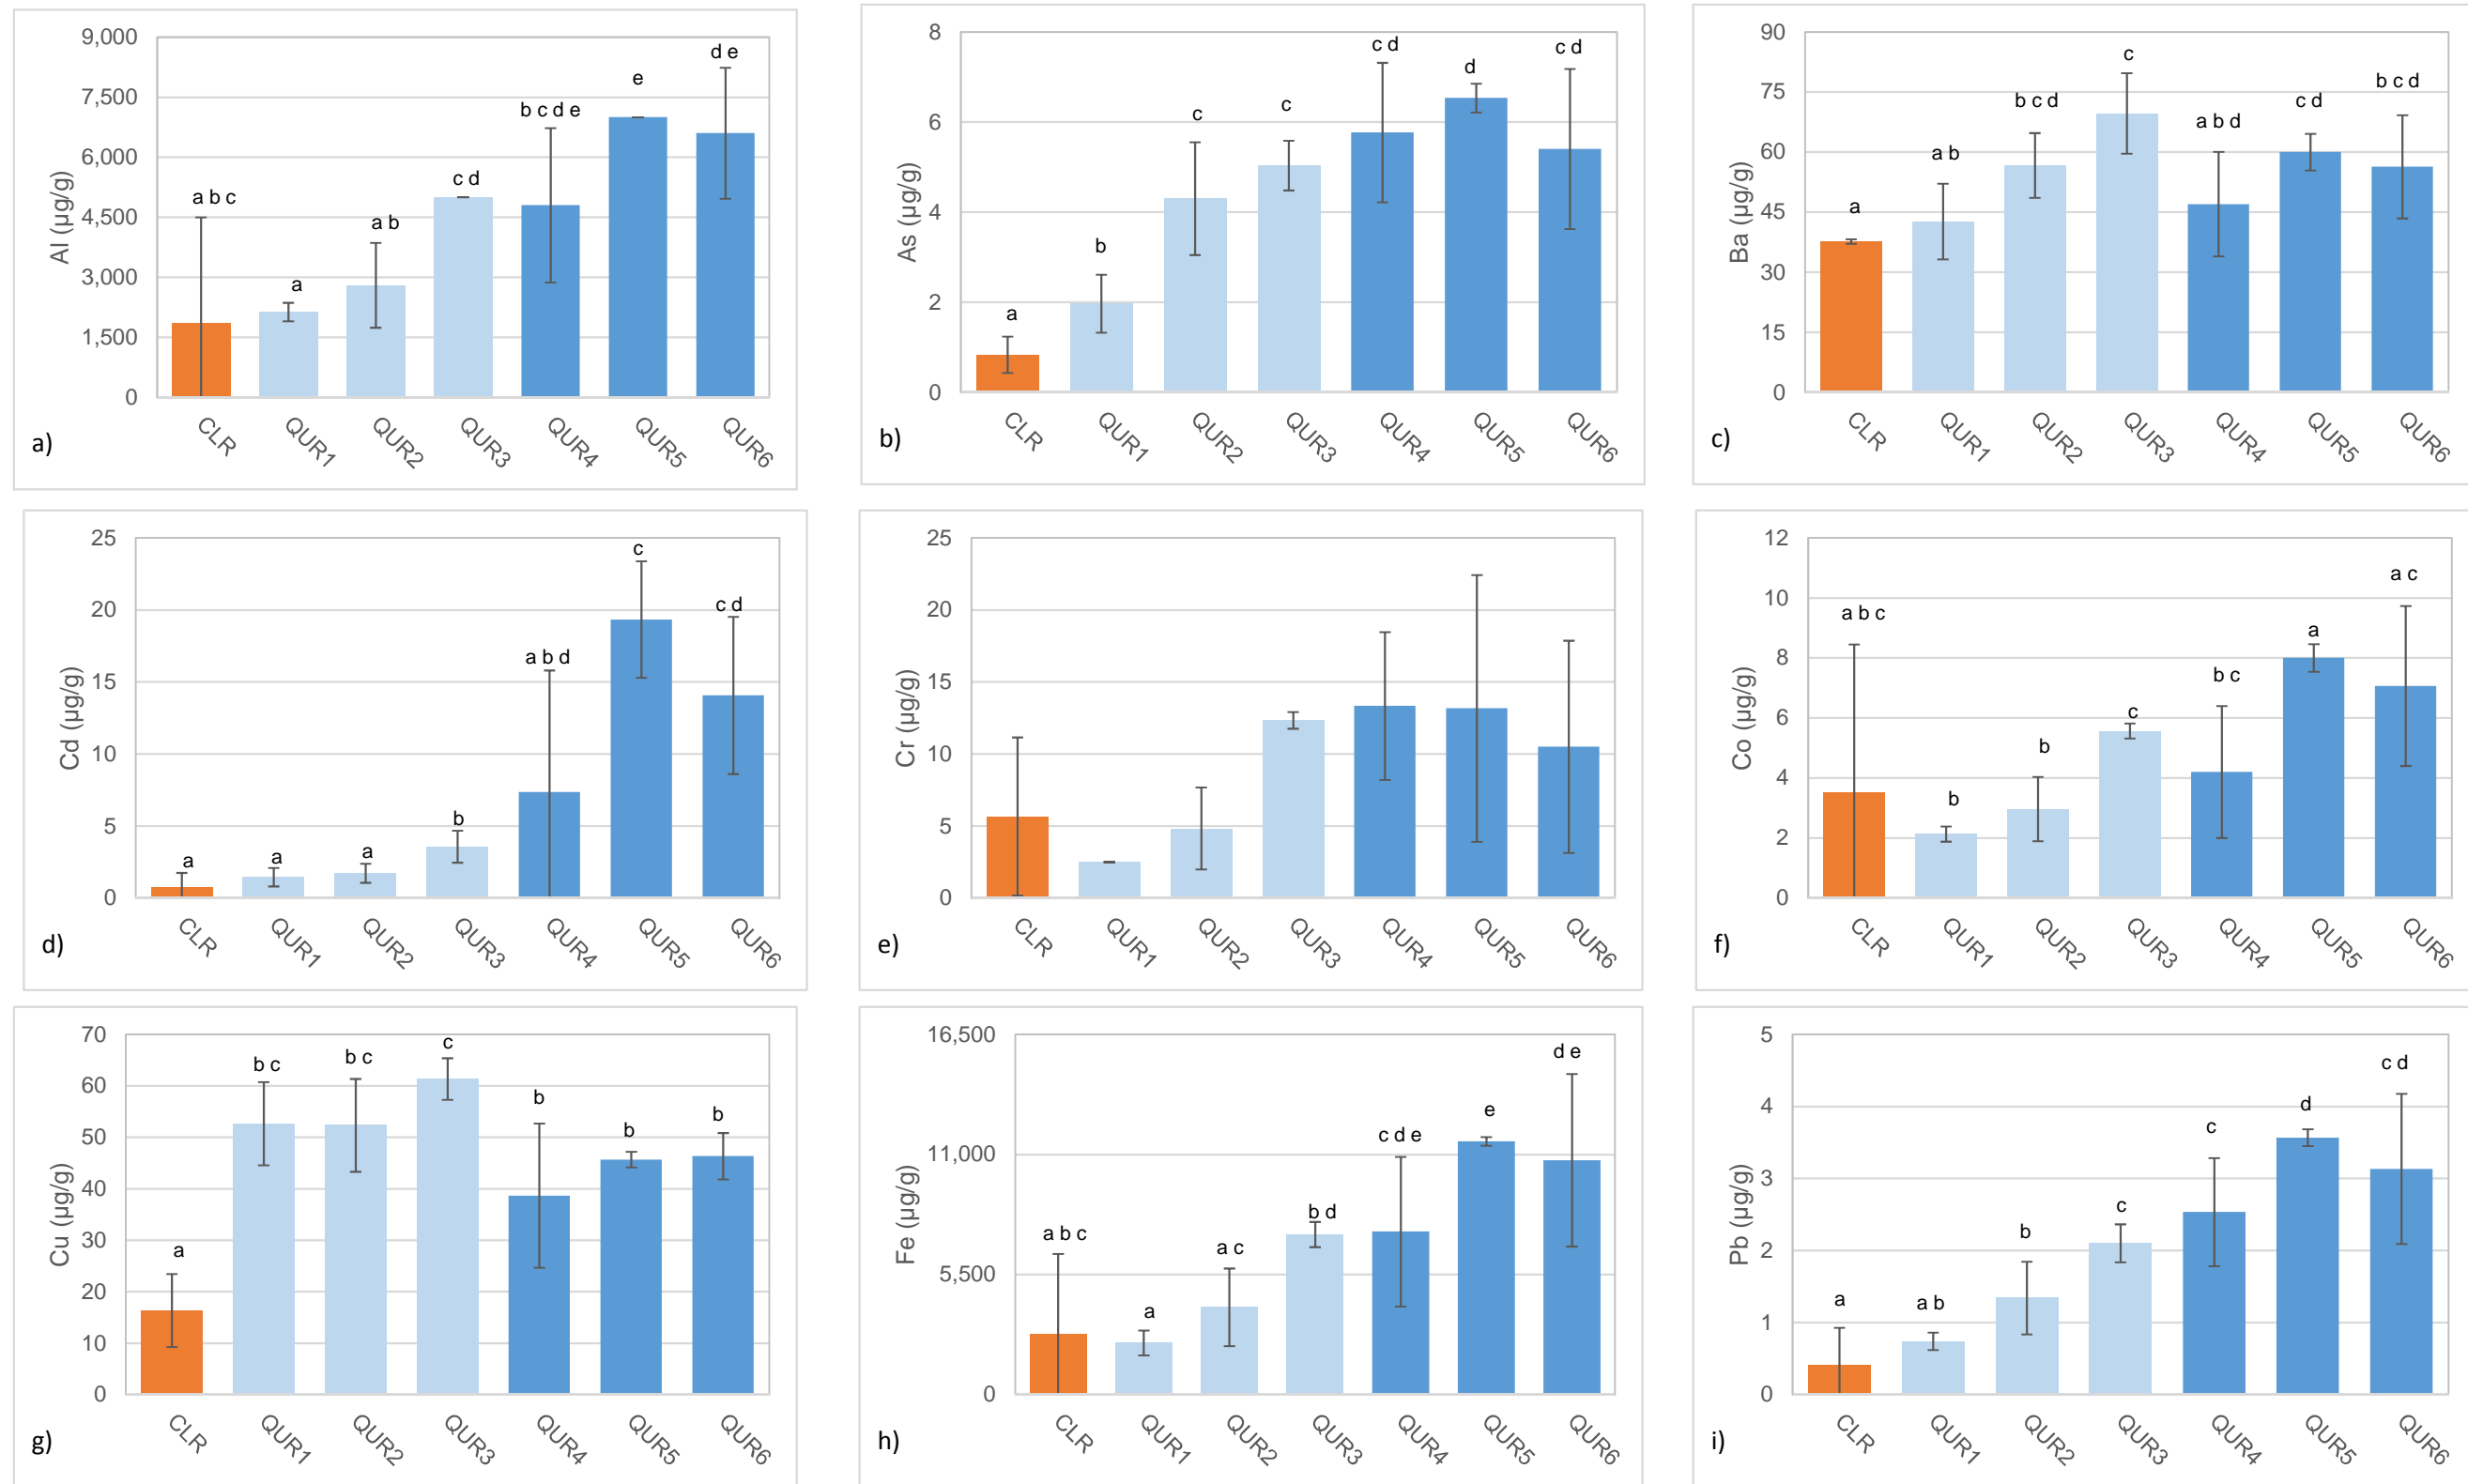 9,000
7,500
6,000
4,500
3,000
1,500
0
Al (µg/g)
a b c
a
a b
c d
b c d e
e
d e
CLR
QUR1
QUR2
QUR3
QUR4
QUR5
QUR6
a)
8
6
4
2
0
As (µg/g)
a
b
c
c
c d
d
c d
CLR
QUR1
QUR2
QUR3
QUR4
QUR5
QUR6
b)
90
75
60
45
30
15
0
Ba (µg/g)
a
a b
b c d
c
a b d
c d
b c d
CLR
QUR1
QUR2
QUR3
QUR4
QUR5
QUR6
c)
25
20
15
10
5
0
Cd (µg/g)
a
a
a
b
a b d
c
c d
CLR
QUR1
QUR2
QUR3
QUR4
QUR5
QUR6
d)
25
20
15
10
5
0
Cr (µg/g)
CLR
QUR1
QUR2
QUR3
QUR4
QUR5
QUR6
e)
12
10
8
6
4
2
0
Co (µg/g)
a b c
b
b
c
b c
a
a c
CLR
QUR1
QUR2
QUR3
QUR4
QUR5
QUR6
f)
70
60
50
40
30
20
10
0
Cu (µg/g)
a
b c
b c
c
b
b
b
CLR
QUR1
QUR2
QUR3
QUR4
QUR5
QUR6
g)
16,500
11,000
5,500
0
Fe (µg/g)
a b c
a
a c
b d
c d e
e
d e
CLR
QUR1
QUR2
QUR3
QUR4
QUR5
QUR6
h)
5
4
3
2
1
0
Pb (µg/g)
a
a b
b
c
c
d
c d
CLR
QUR1
QUR2
QUR3
QUR4
QUR5
QUR6
i)